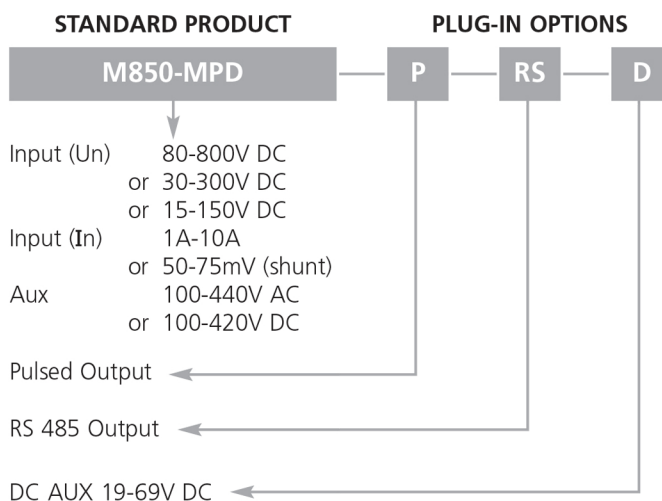 STANDARD PRODUCT PLUG-IN OPTIONS
M850-MPD P RS D
Input (Un) 80-800V DC
or 30-300V DC
or 15-150V DC
Input (In) 1A-10A
or 50-75mV (shunt)
Aux 100-440V AC
or 100-420V DC
Pulsed Output
RS 485 Output
DC AUX 19-69V DC